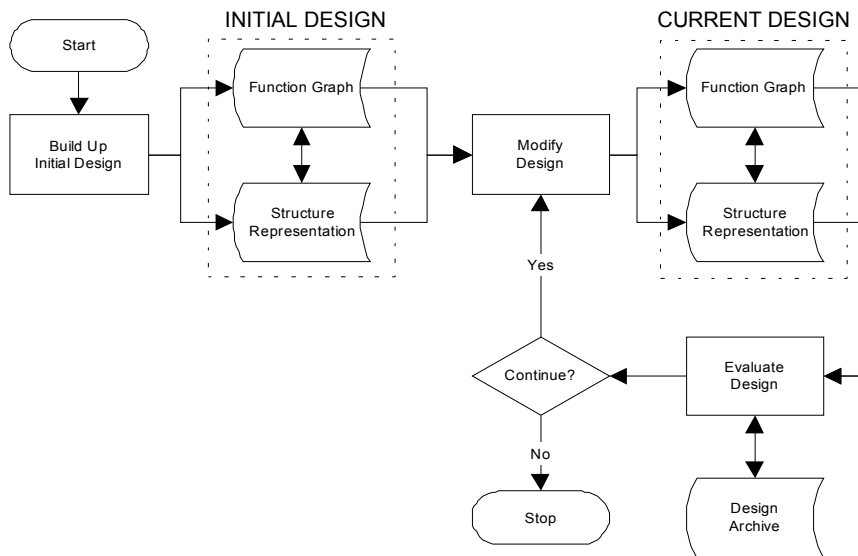 INITIAL DESIGN
CURRENT DESIGN
Start
Function Graph
Function Graph
Build Up
Initial Design
Modify
Design
Structure
Representation
Structure
Representation
Yes
Continue?
Evaluate
Design
No
Stop
Design
Archive